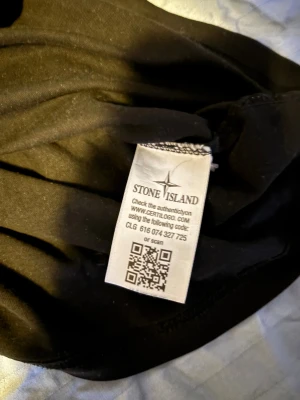 STONE ISLAND
Check the authenticity on
WWW.CERTILOGO.COM
using the following code:
CLG 616 074 327 725
or scan